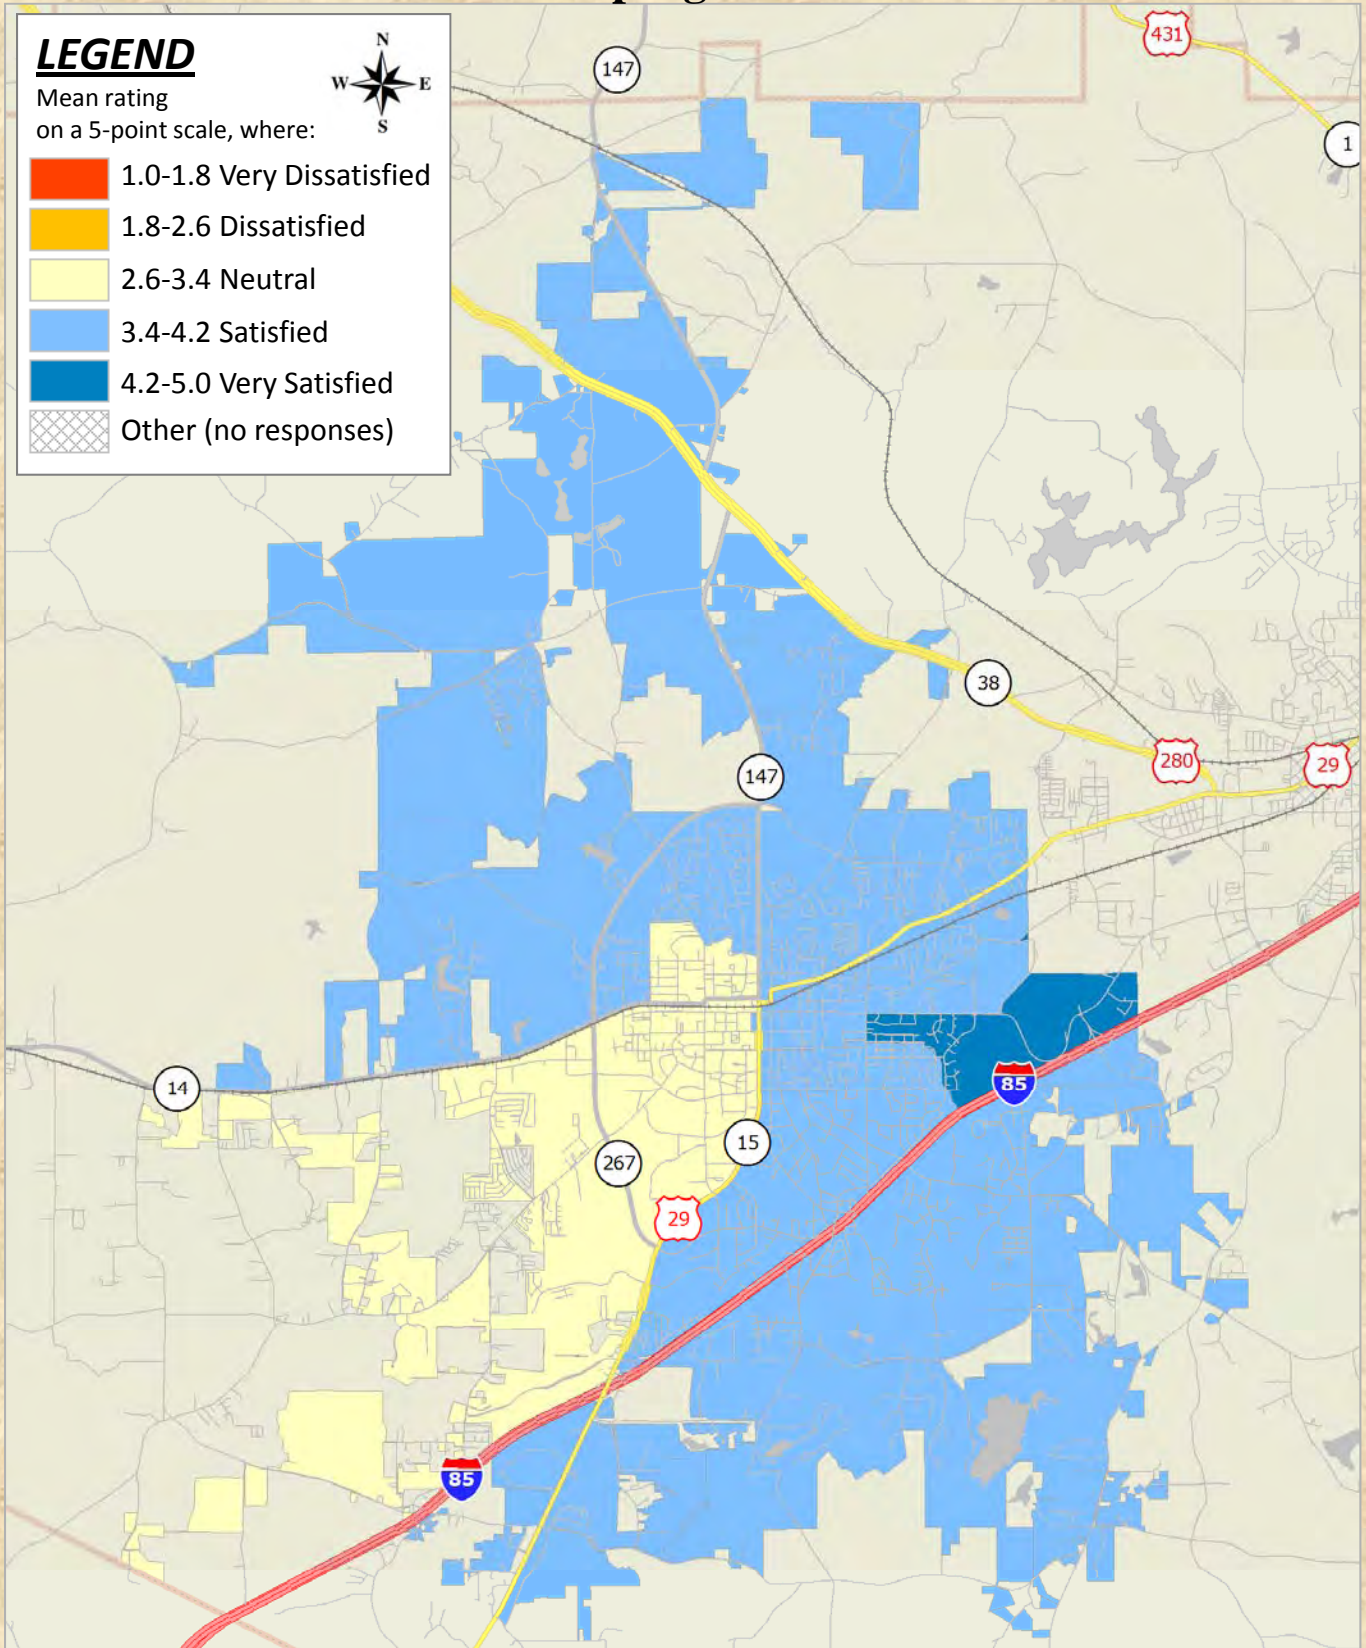 LEGEND
Mean rating
on a 5-point scale, where:
1.0-1.8 Very Dissatisfied
1.8-2.6 Dissatisfied
2.6-3.4 Neutral
3.4-4.2 Satisfied
4.2-5.0 Very Satisfied
Other (no responses)
N
W E
S
147
431
1
38
280
29
147
14
85
15
267
29
85